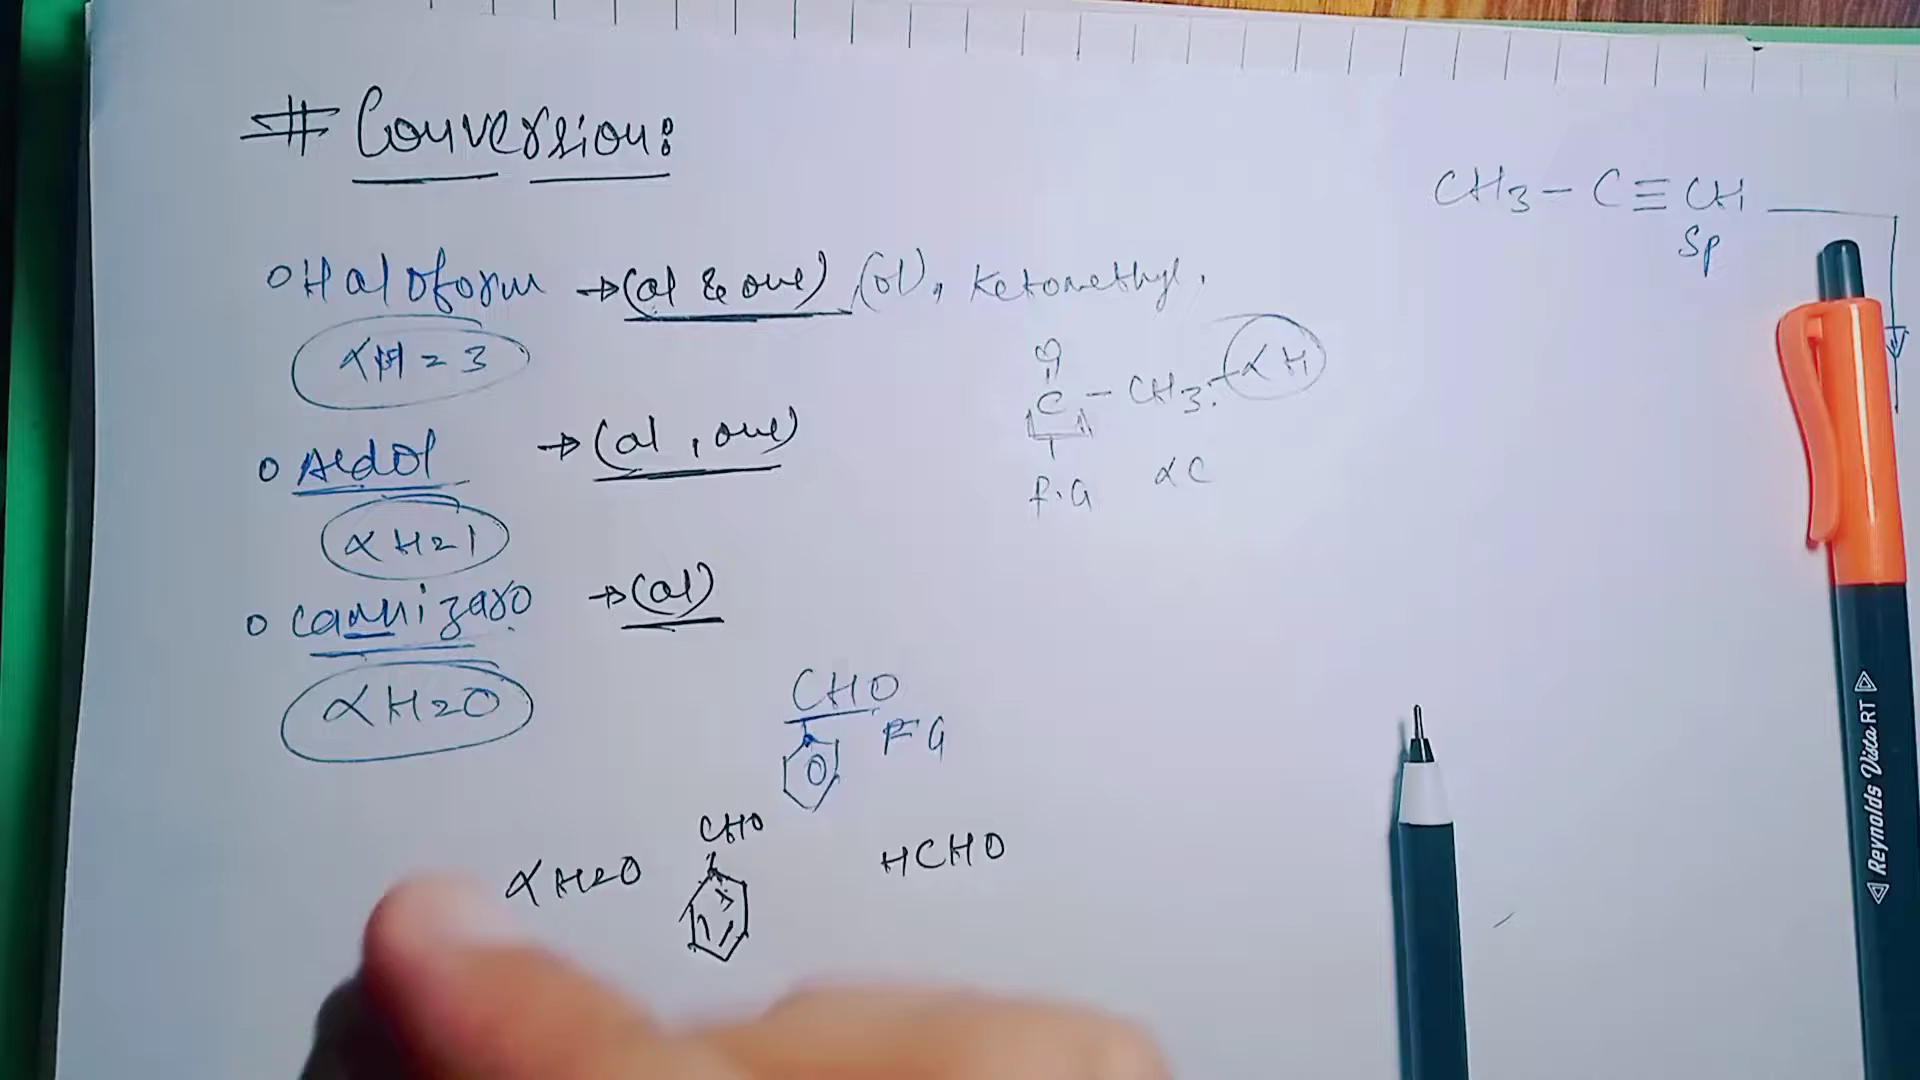 # Conversion:
CH3 - C ≡ CH
Sp
o Haloform → (al & one), (ol), Ketomethyl.
αH = 3
O
C - CH3. - αH
F.G αC
o Aldol → (al, one)
αH = 1
o Cannizaro → (al)
αH = 0
CHO
FG
CHO
αH = 0
HCHO
Reynolds Vista RT